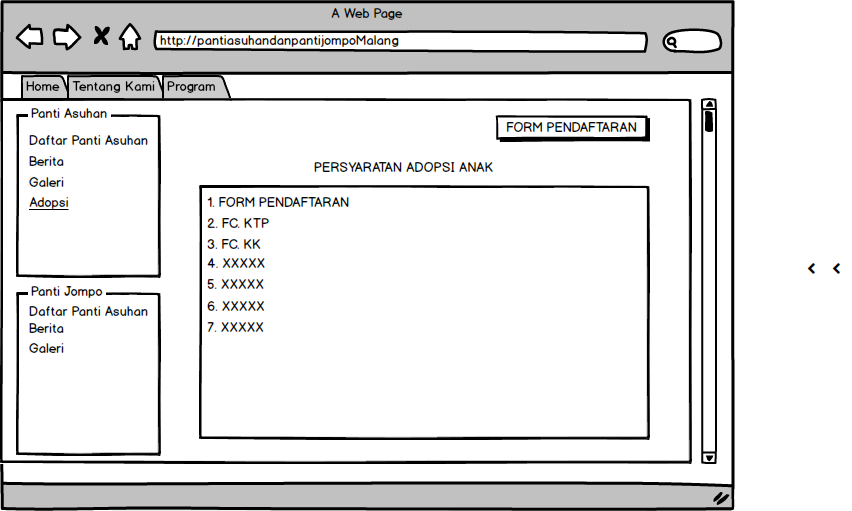 A Web Page
http://pantiasuhandanpantijompoMalang
Home
Tentang Kami
Program
Panti Asuhan
Daftar Panti Asuhan
Berita
Galeri
Adopsi
Panti Jompo
Daftar Panti Asuhan
Berita
Galeri
FORM PENDAFTARAN
PERSYARATAN ADOPSI ANAK
1. FORM PENDAFTARAN
2. FC. KTP
3. FC. KK
4. XXXXX
5. XXXXX
6. XXXXX
7. XXXXX